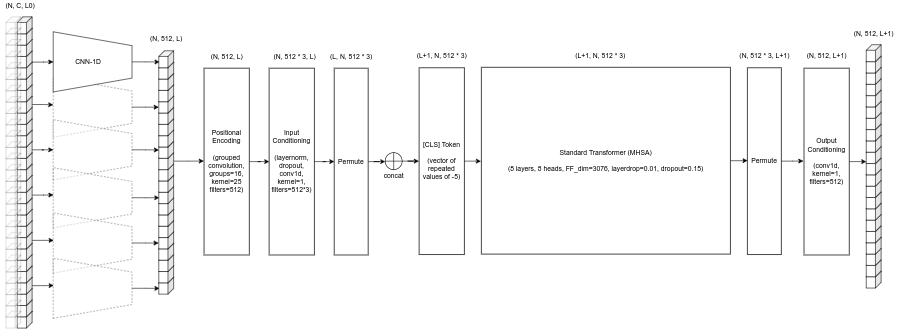 (N, C, L0)
CNN-1D
(N, 512, L)
(N, 512, L)
Positional
Encoding
(grouped
convolution,
groups=16,
kernel=25
filters=512)
(N, 512 * 3, L)
Input
Conditioning
(layernorm,
dropout,
conv1d,
kernel=1,
filters=512*3)
(L, N, 512 * 3)
Permute
concat
(L+1, N, 512 * 3)
[CLS] Token
(vector of
repeated
values of -5)
(L+1, N, 512 * 3)
Standard Transformer (MHSA)
(5 layers, 5 heads, FF_dim=3076, layerdrop=0.01, dropout=0.15)
(N, 512 * 3, L+1)
Permute
(N, 512, L+1)
Output
Conditioning
(conv1d,
kernel=1,
filters=512)
(N, 512, L+1)